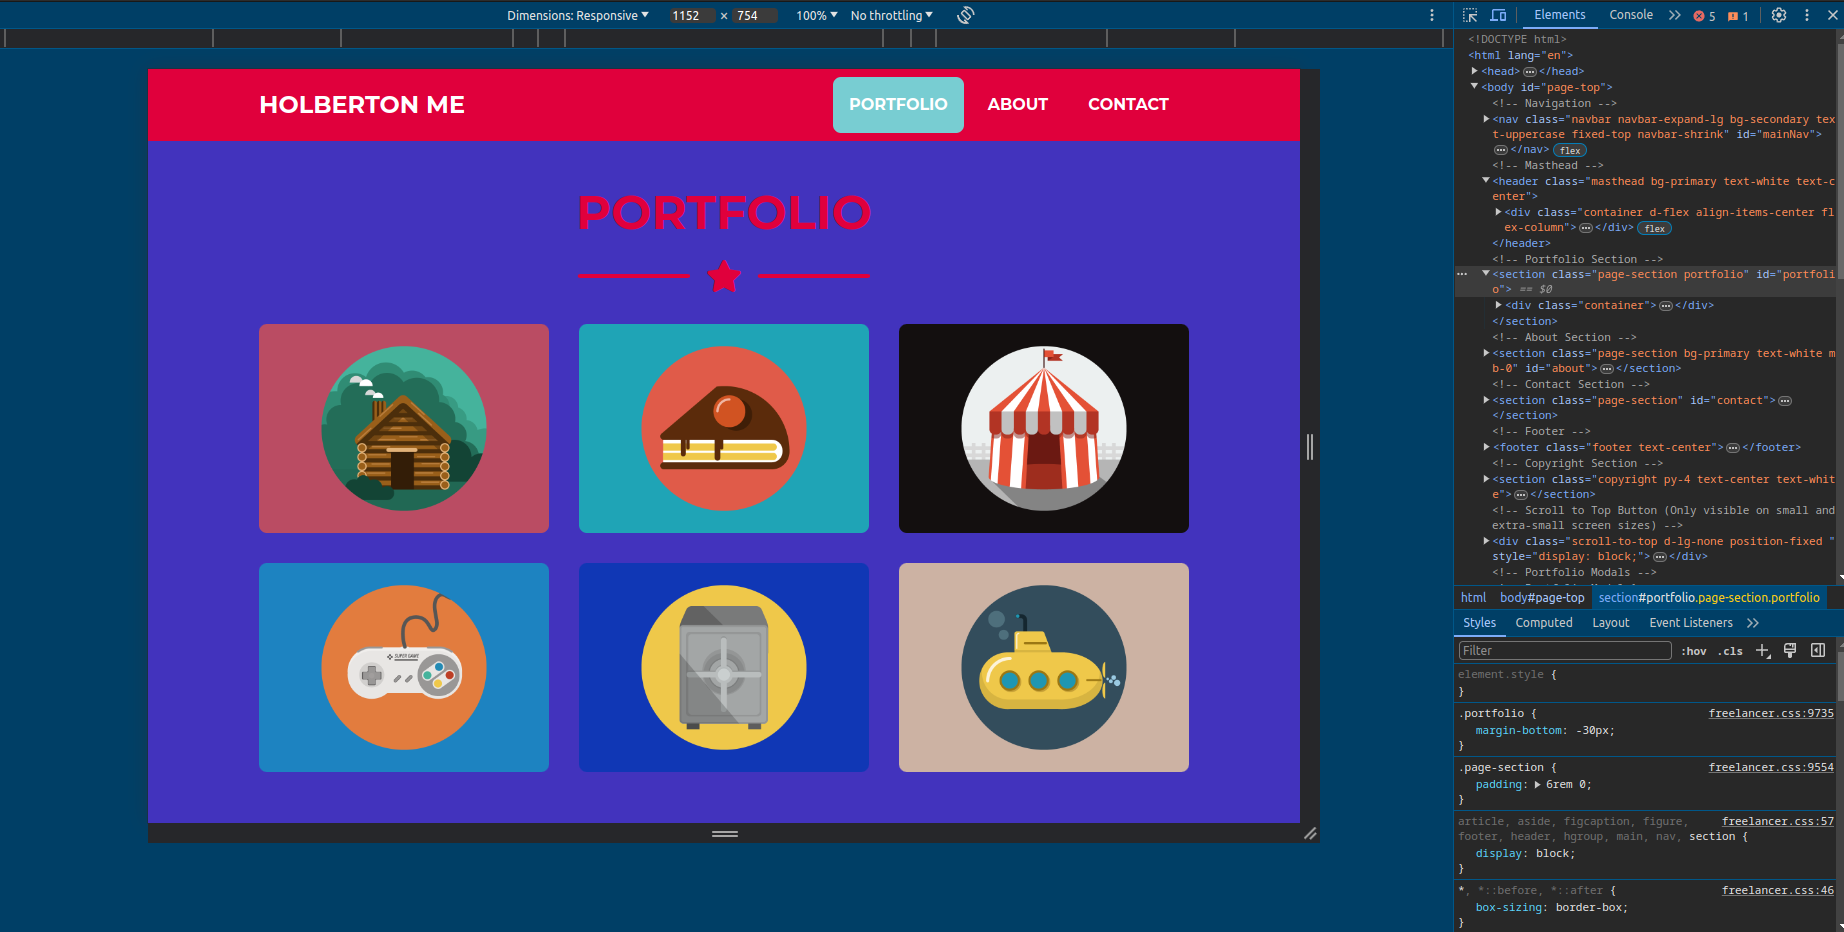 Dimensions: Responsive 1152 × 754 100% No throttling
Elements Console 5 1
HOLBERTON ME PORTFOLIO ABOUT CONTACT
PORTFOLIO
SUPER GAME
<!DOCTYPE html>
<html lang="en">
<head> </head>
<body id="page-top">
<!-- Navigation -->
<nav class="navbar navbar-expand-lg bg-secondary tex
t-uppercase fixed-top navbar-shrink" id="mainNav">
</nav> flex
<!-- Masthead -->
<header class="masthead bg-primary text-white text-c
enter">
<div class="container d-flex align-items-center fl
ex-column"> </div> flex
</header>
<!-- Portfolio Section -->
<section class="page-section portfolio" id="portfoli
o"> == $0
<div class="container"> </div>
</section>
<!-- About Section -->
<section class="page-section bg-primary text-white m
b-0" id="about"> </section>
<!-- Contact Section -->
<section class="page-section" id="contact">
</section>
<!-- Footer -->
<footer class="footer text-center"> </footer>
<!-- Copyright Section -->
<section class="copyright py-4 text-center text-whit
e"> </section>
<!-- Scroll to Top Button (Only visible on small and
extra-small screen sizes) -->
<div class="scroll-to-top d-lg-none position-fixed "
style="display: block;"> </div>
<!-- Portfolio Modals -->
html body#page-top section#portfolio.page-section.portfolio
Styles Computed Layout Event Listeners
Filter :hov .cls
element.style {
}
.portfolio { freelancer.css:9735
margin-bottom: -30px;
}
.page-section { freelancer.css:9554
padding: 6rem 0;
}
article, aside, figcaption, figure, freelancer.css:57
footer, header, hgroup, main, nav, section {
display: block;
}
*, *::before, *::after { freelancer.css:46
box-sizing: border-box;
}